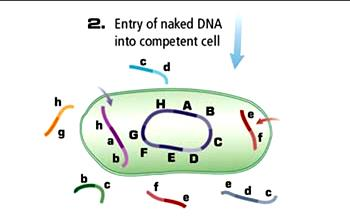 2. Entry of naked DNA
into competent cell
c d
h
g
H A B
C
D
E
F
G
h
a
b
e
f
b c
f
e
e d c